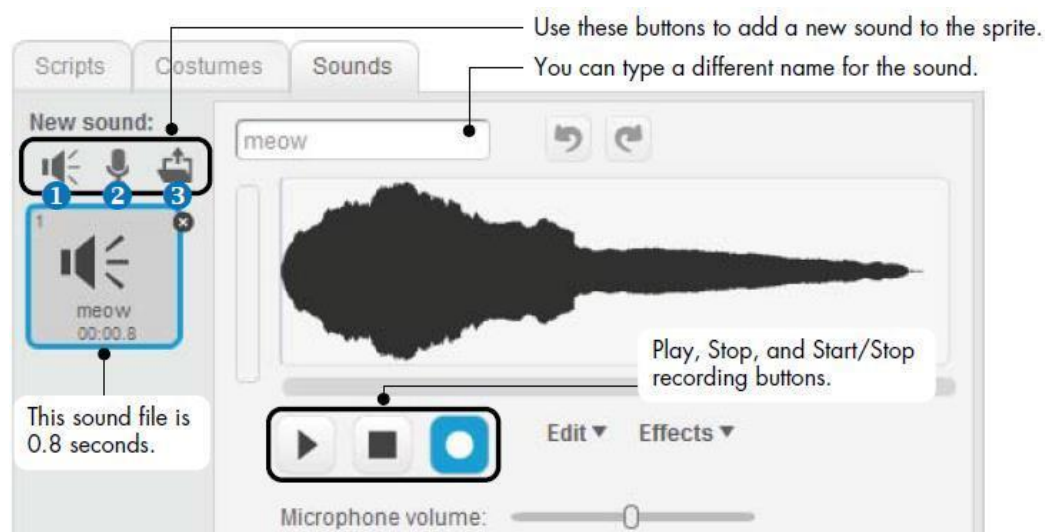 Use these buttons to add a new sound to the sprite.
Scripts Costumes Sounds
You can type a different name for the sound.
New sound:
meow
1 2 3
1
meow
00:00.8
Play, Stop, and Start/Stop
recording buttons.
This sound file is
0.8 seconds.
Edit Effects
Microphone volume: